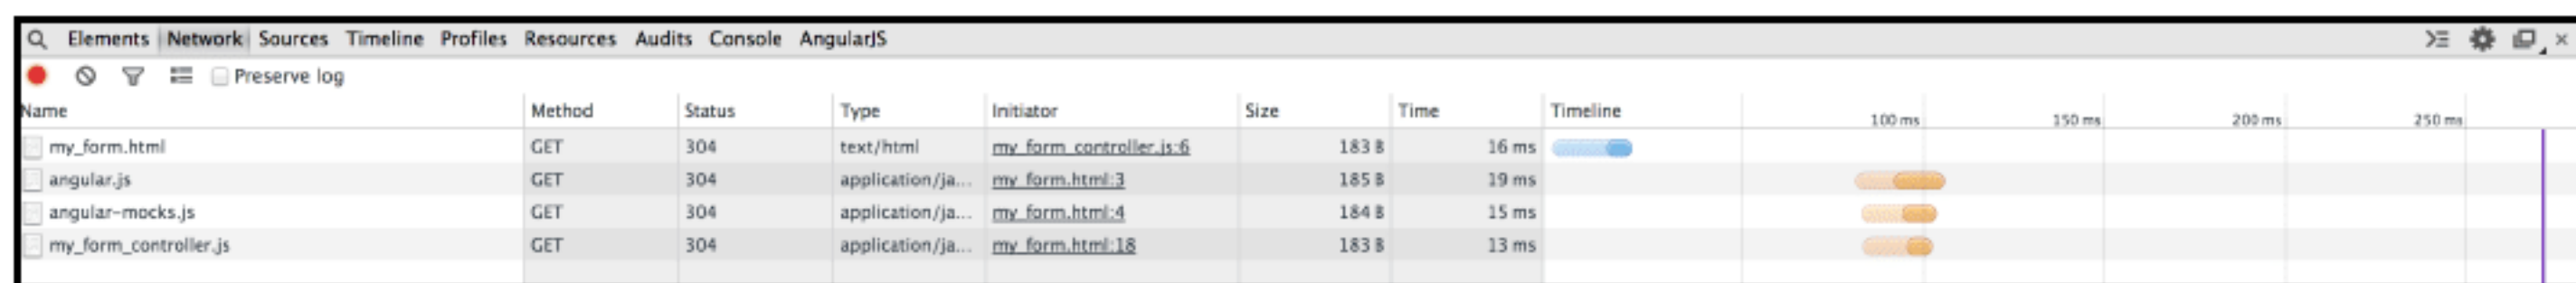 Elements Network Sources Timeline Profiles Resources Audits Console AngularJS
Preserve log
Name Method Status Type Initiator Size Time Timeline 100 ms 150 ms 200 ms 250 ms
my_form.html GET 304 text/html my_form_controller.js:6 183 B 16 ms
angular.js GET 304 application/ja... my_form.html:3 185 B 19 ms
angular-mocks.js GET 304 application/ja... my_form.html:4 184 B 15 ms
my_form_controller.js GET 304 application/ja... my_form.html:18 183 B 13 ms